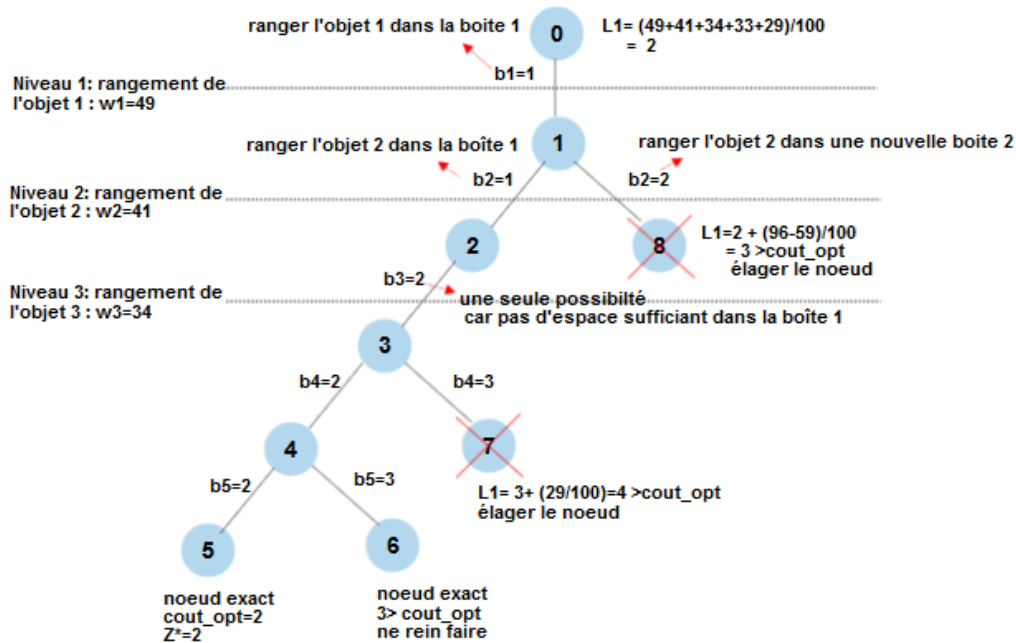 ranger l'objet 1 dans la boite 1
0
L1= (49+41+34+33+29)/100
= 2
b1=1
Niveau 1: rangement de
l'objet 1 : w1=49
1
ranger l'objet 2 dans la boîte 1
ranger l'objet 2 dans une nouvelle boite 2
b2=1
b2=2
Niveau 2: rangement de
l'objet 2 : w2=41
2
8
L1=2 + (96-59)/100
= 3 >cout_opt
élager le noeud
b3=2
Niveau 3: rangement de
l'objet 3 : w3=34
une seule possibilté
car pas d'espace sufficiant dans la boîte 1
3
b4=2
b4=3
4
7
b5=2
b5=3
L1= 3+ (29/100)=4 >cout_opt
élager le noeud
5
6
noeud exact
cout_opt=2
Z*=2
noeud exact
3> cout_opt
ne rein faire